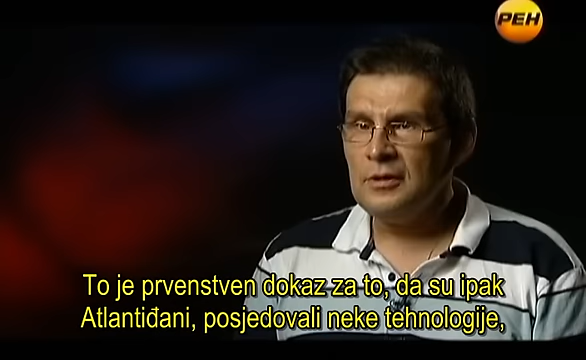 РЕН
To je prvenstven dokaz za to, da su ipak
Atlantiđani, posjedovali neke tehnologije,